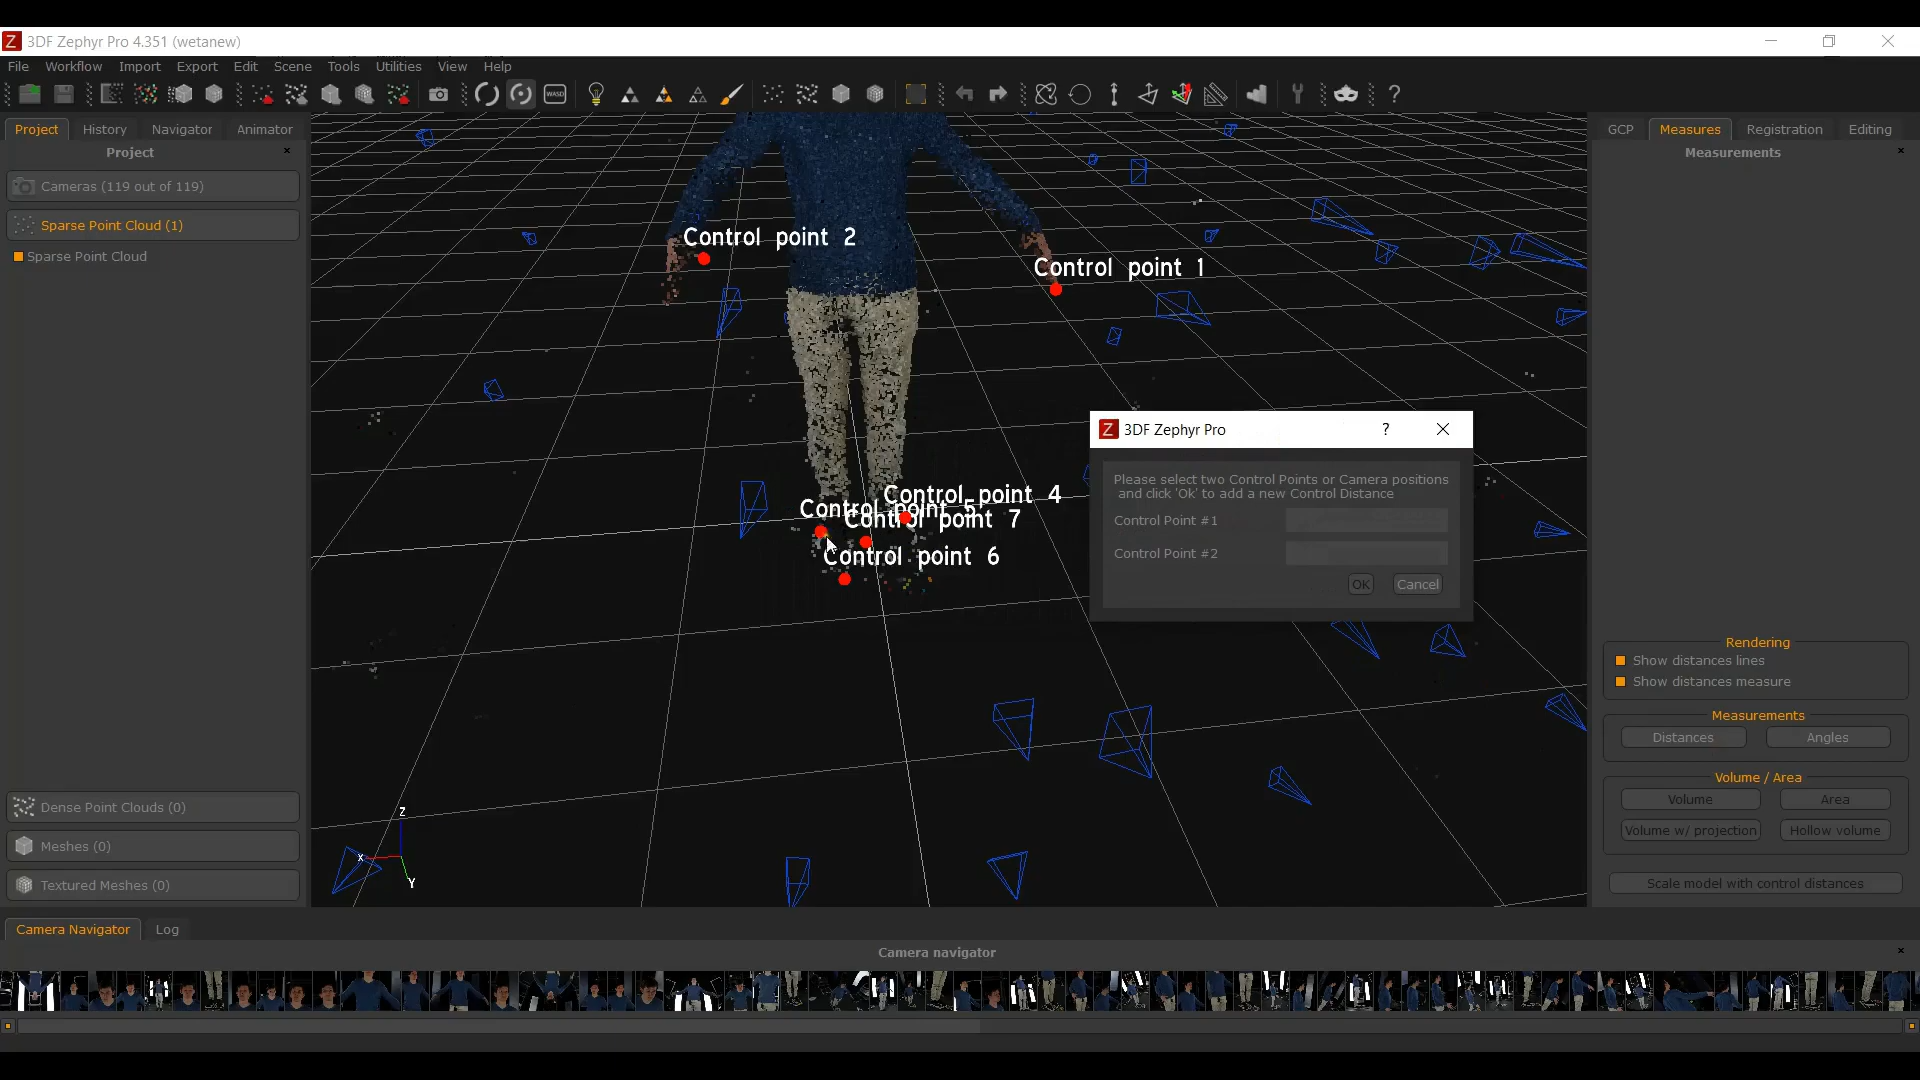 3DF Zephyr Pro 4.351 (wetanew)
File Workflow Import Export Edit Scene Tools Utilities View Help
WASD
?
Project History Navigator Animator
Project
Cameras (119 out of 119)
Sparse Point Cloud (1)
Sparse Point Cloud
Dense Point Clouds (0)
Meshes (0)
Textured Meshes (0)
Control point 2
Control point 1
Control point 4
Control point 5
Control point 7
Control point 6
Z
X
Y
3DF Zephyr Pro
?
Please select two Control Points or Camera positions
and click 'Ok' to add a new Control Distance
Control Point #1
Control Point #2
OK Cancel
GCP Measures Registration Editing
Measurements
Rendering
Show distances lines
Show distances measure
Measurements
Distances Angles
Volume / Area
Volume Area
Volume w/ projection Hollow volume
Scale model with control distances
Camera Navigator Log
Camera navigator